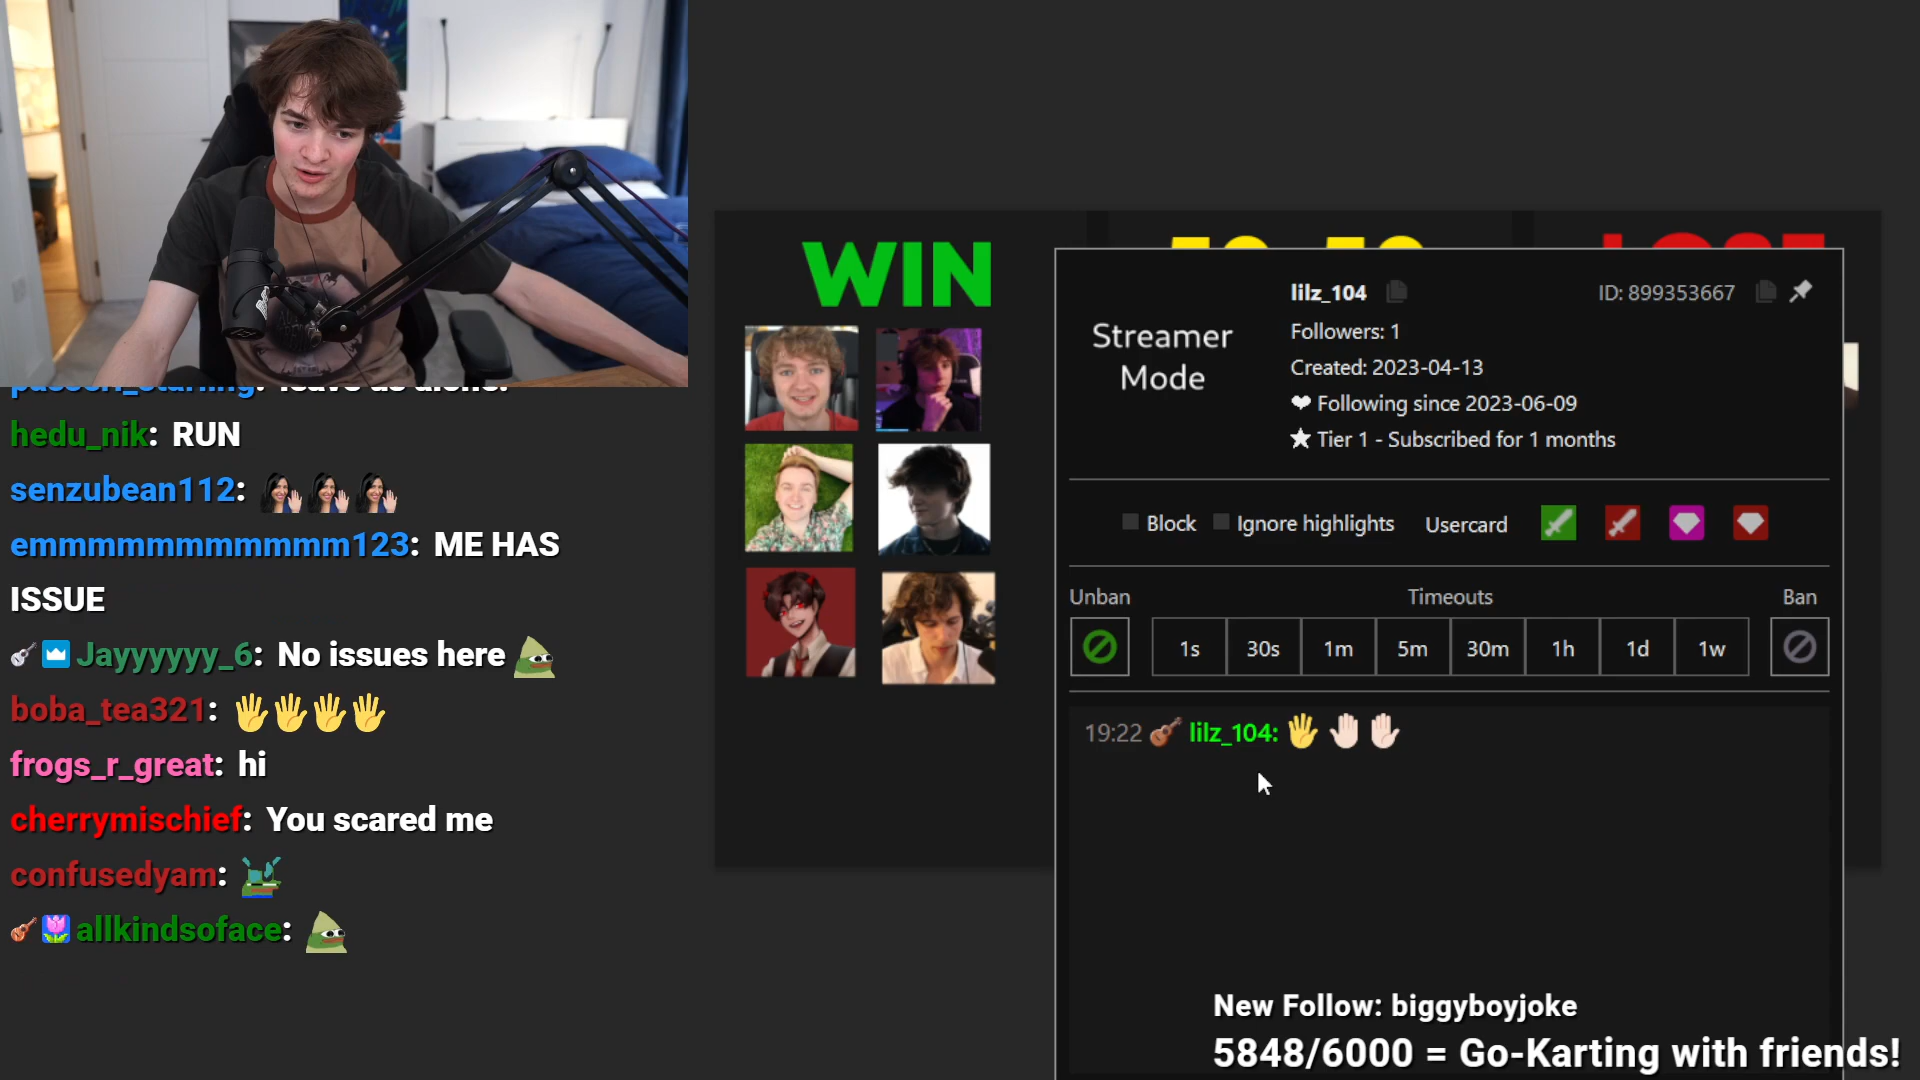 hedu_nik: RUN
senzubean112:
emmmmmmmmmmm123: ME HAS
ISSUE
Jayyyyyy_6: No issues here
boba_tea321:
frogs_r_great: hi
cherrymischief: You scared me
confusedyam:
allkindsoface:
WIN
Streamer
Mode
lilz_104
ID: 899353667
Followers: 1
Created: 2023-04-13
Following since 2023-06-09
Tier 1 - Subscribed for 1 months
Block
Ignore highlights
Usercard
Unban
Timeouts
Ban
1s
30s
1m
5m
30m
1h
1d
1w
19:22 lilz_104:
New Follow: biggyboyjoke
5848/6000 = Go-Karting with friends!